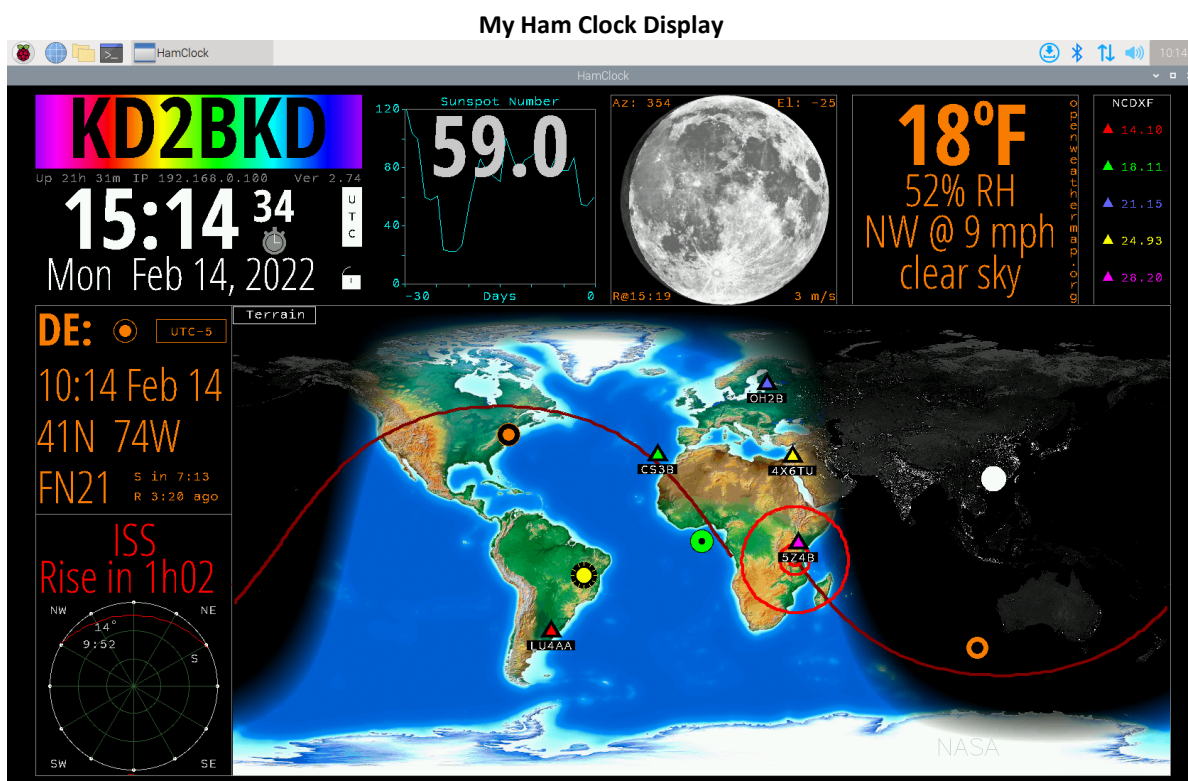 My Ham Clock Display
HamClock
10:14
HamClock
KD2BKD
Up 21h 31m IP 192.168.0.100 Ver 2.74
15:14 34
UTC
Mon Feb 14, 2022
Sunspot Number
59.0
120
80
40
0
-30 Days 0
Az: 354 El: -25
R@15:19 3 m/s
18ºF
52% RH
NW @ 9 mph
clear sky
openweathermap.org
NCDXF
14.10
18.11
21.15
24.93
28.20
DE: UTC-5
10:14 Feb 14
41N 74W
FN21 S in 7:13
R 3:20 ago
ISS
Rise in 1h02
NW NE
14°
9:52
S
SW SE
Terrain
OH2B
CS3B
4X6TU
5Z4B
LU4AA
NASA